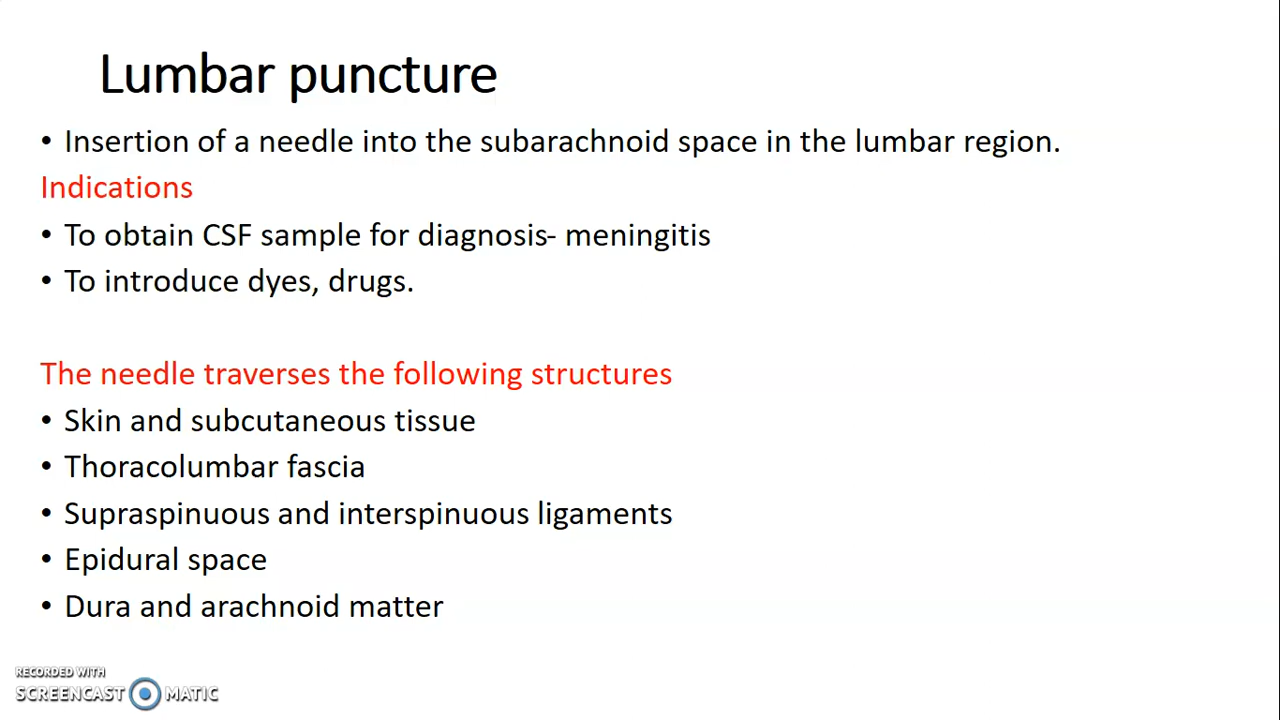 Lumbar puncture
• Insertion of a needle into the subarachnoid space in the lumbar region.
Indications
• To obtain CSF sample for diagnosis- meningitis
• To introduce dyes, drugs.
The needle traverses the following structures
• Skin and subcutaneous tissue
• Thoracolumbar fascia
• Supraspinuous and interspinuous ligaments
• Epidural space
• Dura and arachnoid matter
RECORDED WITH
SCREENCAST MATIC